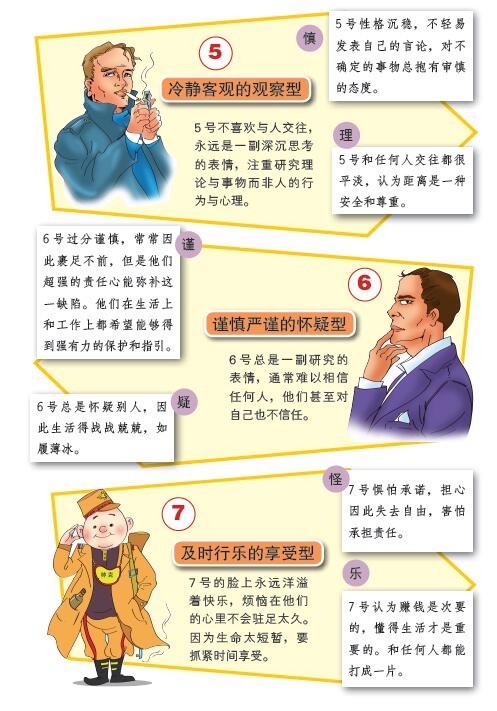 5
冷静客观的观察型
5号不喜欢与人交往，
永远是一副深沉思考
的表情，注重研究理
论与事物而非人的行
为与心理。
慎
5号性格沉稳，不轻易
发表自己的言论，对不
确定的事物总抱有审慎
的态度。
理
5号和任何人交往都很
平淡，认为距离是一种
安全和尊重。
谨
6号过分谨慎，常常因
此裹足不前，但是他们
超强的责任心能弥补这
一缺陷。他们在生活上
和工作上都希望能够得
到强有力的保护和指引。
6
谨慎严谨的怀疑型
6号总是一副研究的
表情，通常难以相信
任何人，他们甚至对
自己也不信任。
疑
6号总是怀疑别人，因
此生活得战战兢兢，如
履薄冰。
7
及时行乐的享受型
7号的脸上永远洋溢
着快乐，烦恼在他们
的心里不会驻足太久。
因为生命太短暂，要
抓紧时间享受。
怪
7号惧怕承诺，担心
因此失去自由，害怕
承担责任。
乐
7号认为赚钱是次要
的，懂得生活才是重
要的。和任何人都能
打成一片。